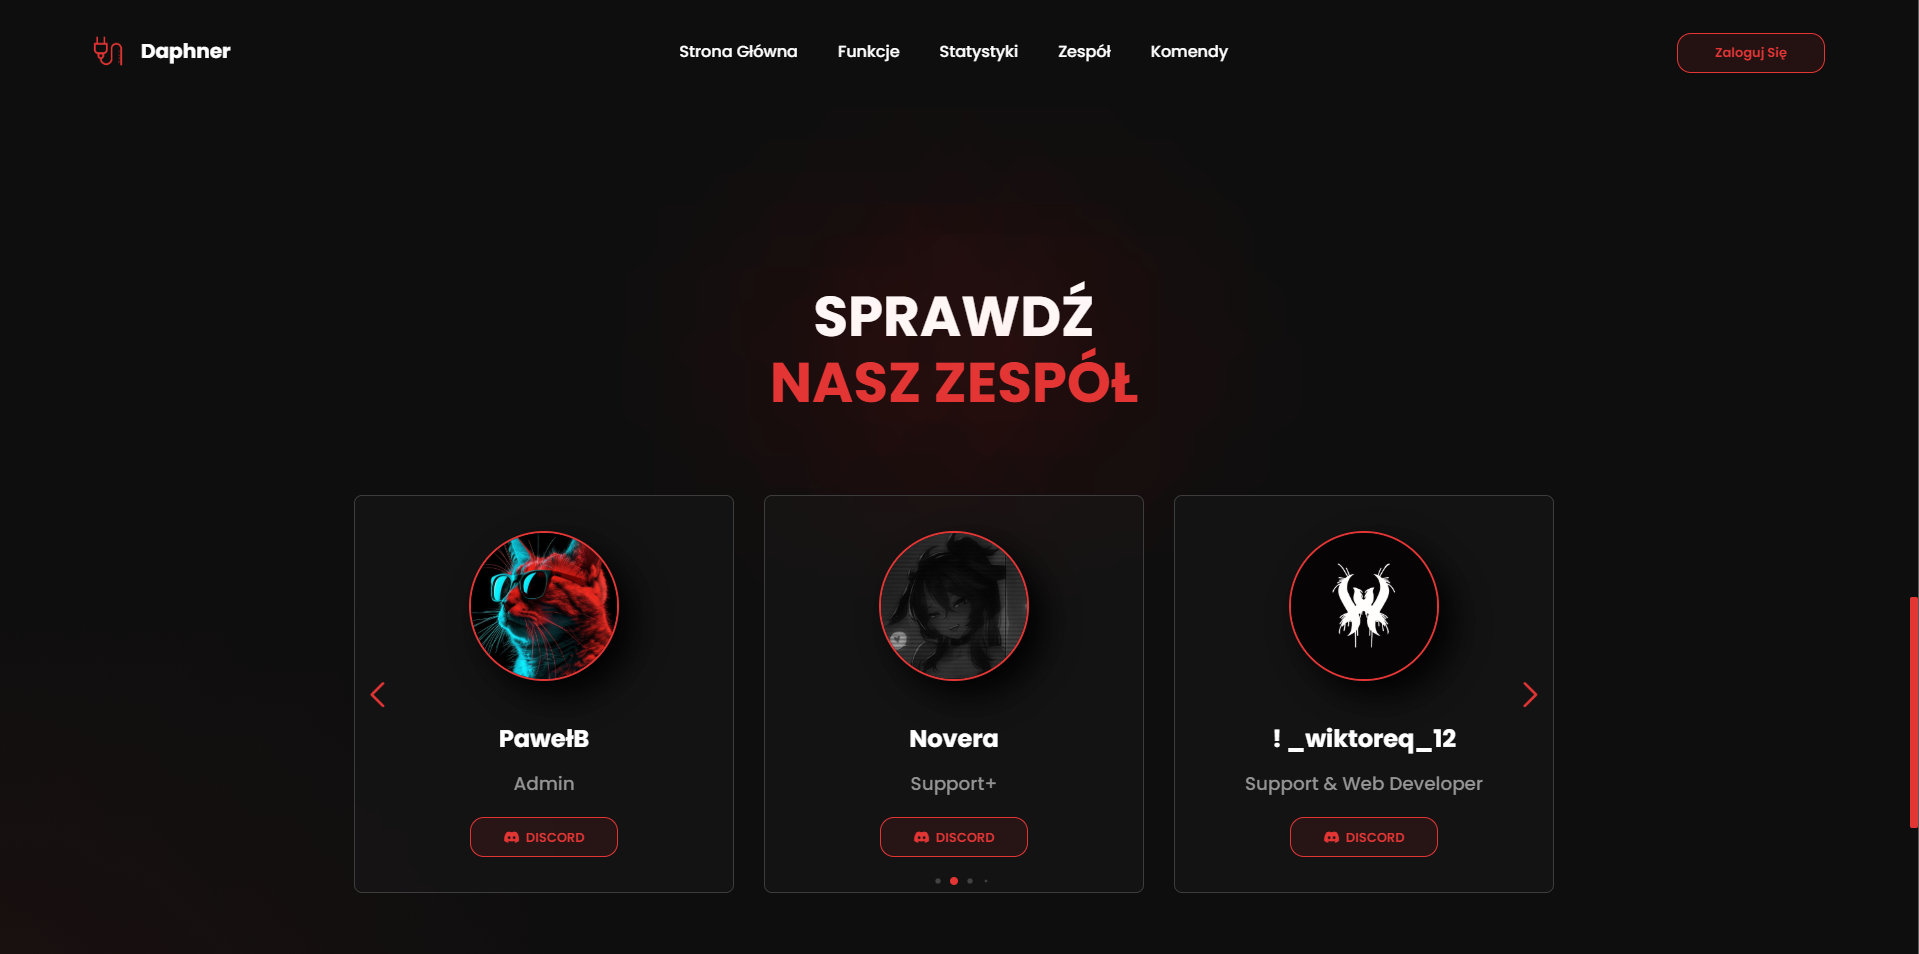 Daphner
Strona Główna
Funkcje
Statystyki
Zespół
Komendy
Zaloguj Się
SPRAWDŹ
NASZ ZESPÓŁ
PawełB
Admin
DISCORD
Novera
Support+
DISCORD
! _wiktoreq_12
Support & Web Developer
DISCORD